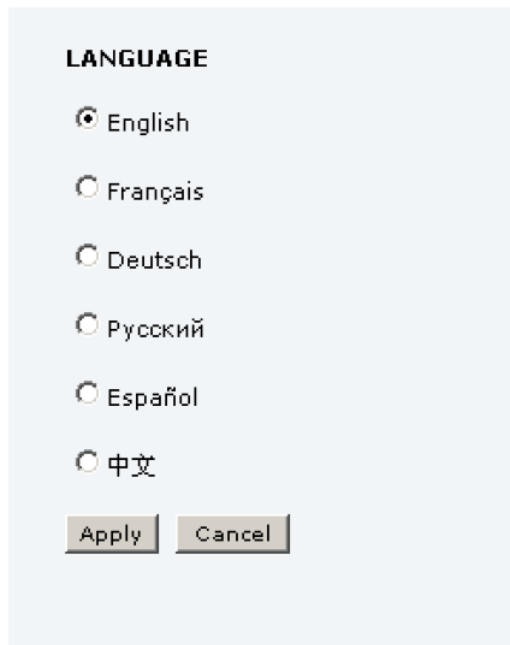 LANGUAGE
English
Français
Deutsch
Русский
Español
中文
Apply Cancel